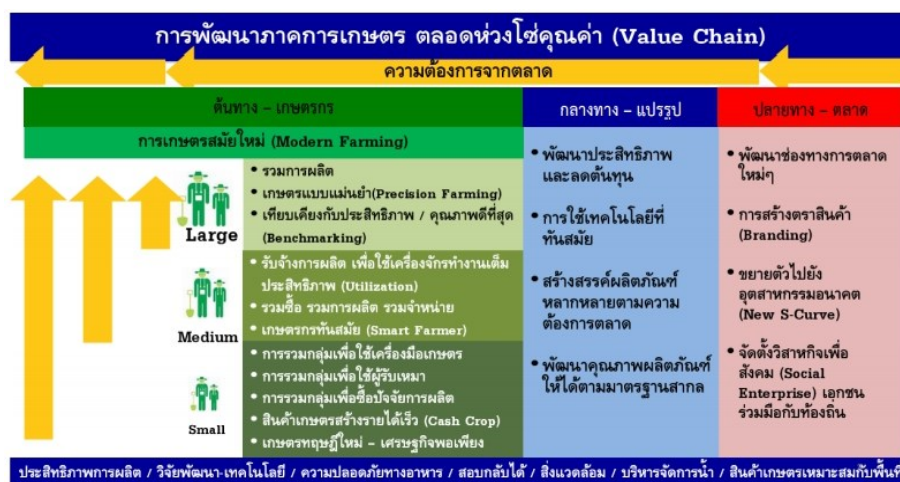 การพัฒนาภาคการเกษตร ตลอดห่วงโซ่คุณค่า (Value Chain)
ความต้องการจากตลาด
ต้นทาง – เกษตรกร
การเกษตรสมัยใหม่ (Modern Farming)
Large
• รวมการผลิต
• เกษตรแบบแม่นยำ(Precision Farming)
• เทียบเคียงกับประสิทธิภาพ / คุณภาพดีที่สุด
(Benchmarking)
Medium
• รับจ้างการผลิต เพื่อใช้เครื่องจักรทำงานเต็ม
ประสิทธิภาพ (Utilization)
• รวมซื้อ รวมการผลิต รวมจำหน่าย
• เกษตรกรทันสมัย (Smart Farmer)
Small
• การรวมกลุ่มเพื่อใช้เครื่องมือเกษตร
• การรวมกลุ่มเพื่อใช้ผู้รับเหมา
• การรวมกลุ่มเพื่อซื้อปัจจัยการผลิต
• สินค้าเกษตรสร้างรายได้เร็ว (Cash Crop)
• เกษตรทฤษฎีใหม่ – เศรษฐกิจพอเพียง
กลางทาง – แปรรูป
• พัฒนาประสิทธิภาพ
และลดต้นทุน
• การใช้เทคโนโลยีที่
ทันสมัย
• สร้างสรรค์ผลิตภัณฑ์
หลากหลายตามความ
ต้องการตลาด
• พัฒนาคุณภาพผลิตภัณฑ์
ให้ได้ตามมาตรฐานสากล
ปลายทาง – ตลาด
• พัฒนาช่องทางการตลาด
ใหม่ๆ
• การสร้างตราสินค้า
(Branding)
• ขยายตัวไปยัง
อุตสาหกรรมอนาคต
(New S-Curve)
• จัดตั้งวิสาหกิจเพื่อ
สังคม (Social
Enterprise) เอกชน
ร่วมมือกับท้องถิ่น
ประสิทธิภาพการผลิต / วิจัยพัฒนา-เทคโนโลยี / ความปลอดภัยทางอาหาร / สอบกลับได้ / สิ่งแวดล้อม / บริหารจัดการน้ำ / สินค้าเกษตรเหมาะสมกับพื้นที่